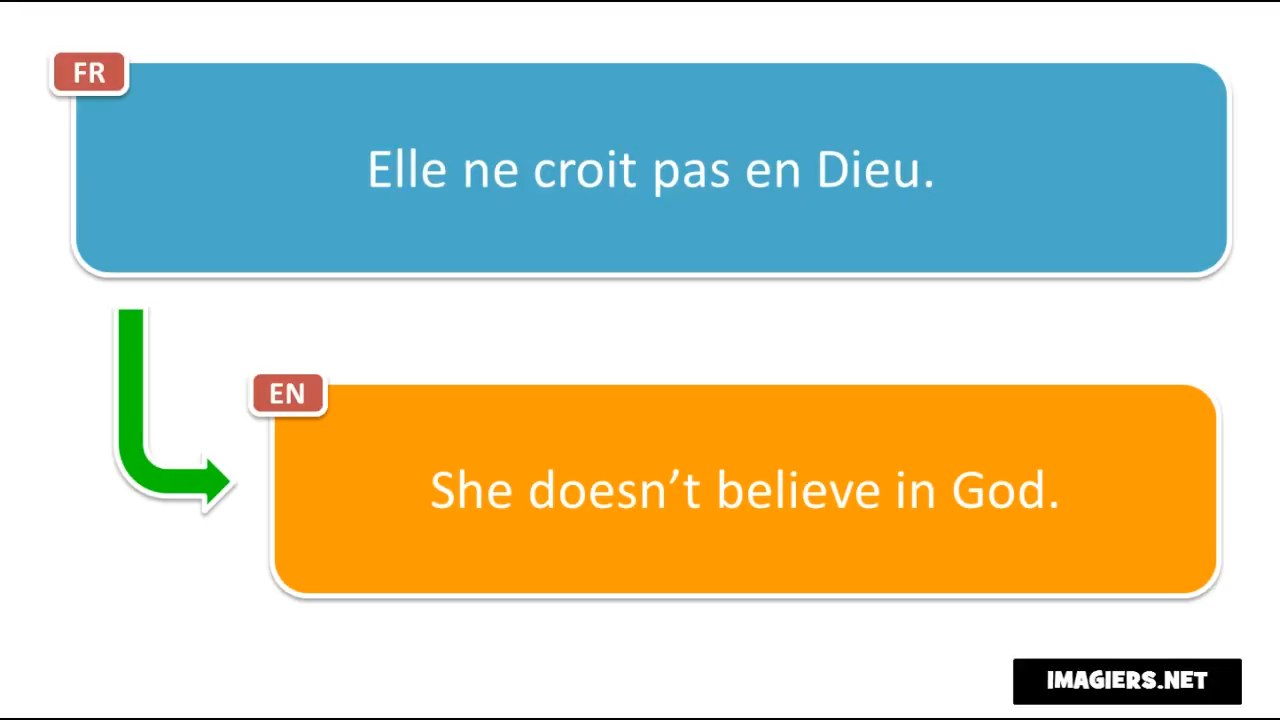 FR
Elle ne croit pas en Dieu.
EN
She doesn’t believe in God.
IMAGIERS.NET